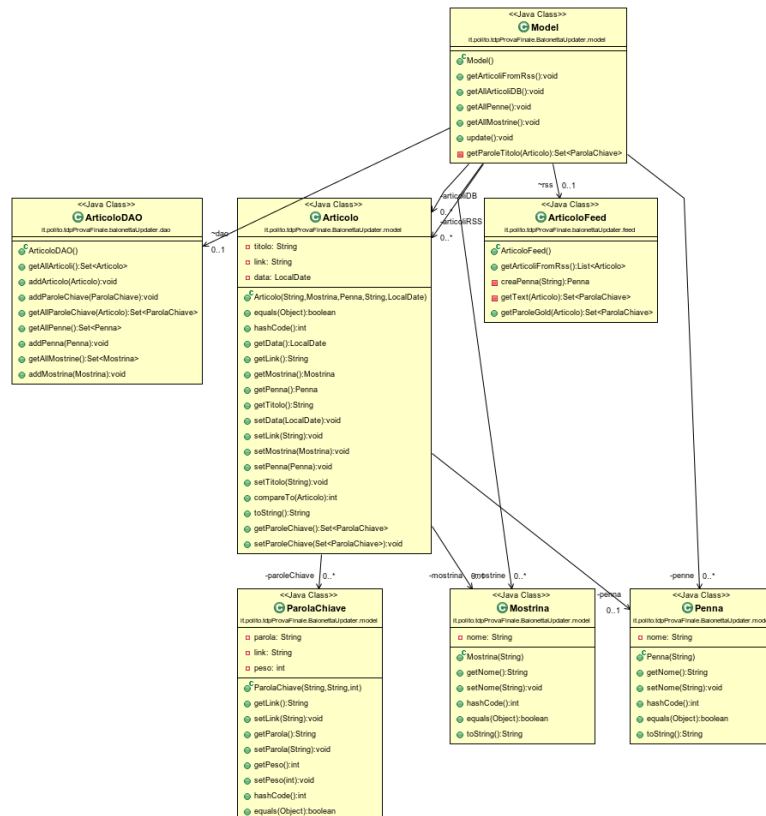 <<Java Class>>
Model
it.polito.tdpProvaFinale.BaionettaUpdater.model
Model()
getArticoliFromRss():void
getAllArticoliDB():void
getAllPenne():void
getAllMostrine():void
update():void
getParoleTitolo(Articolo):Set<ParolaChiave>
-articoliDB
0..*
-articoliRSS
0..*
~rss 0..1
~dao
0..1
<<Java Class>>
ArticoloDAO
it.polito.tdpProvaFinale.baionettaUpdater.dao
ArticoloDAO()
getAllArticoli():Set<Articolo>
addArticolo(Articolo):void
addParoleChiave(ParolaChiave):void
getAllParoleChiave(Articolo):Set<ParolaChiave>
getAllPenne():Set<Penna>
addPenna(Penna):void
getAllMostrine():Set<Mostrina>
addMostrina(Mostrina):void
<<Java Class>>
Articolo
it.polito.tdpProvaFinale.BaionettaUpdater.model
titolo: String
link: String
data: LocalDate
Articolo(String,Mostrina,Penna,String,LocalDate)
equals(Object):boolean
hashCode():int
getData():LocalDate
getLink():String
getMostrina():Mostrina
getPenna():Penna
getTitolo():String
setData(LocalDate):void
setLink(String):void
setMostrina(Mostrina):void
setPenna(Penna):void
setTitolo(String):void
compareTo(Articolo):int
toString():String
getParoleChiave():Set<ParolaChiave>
setParoleChiave(Set<ParolaChiave>):void
<<Java Class>>
ArticoloFeed
it.polito.tdpProvaFinale.baionettaUpdater.feed
ArticoloFeed()
getArticoliFromRss():List<Articolo>
creaPenna(String):Penna
getText(Articolo):Set<ParolaChiave>
getParoleGold(Articolo):Set<ParolaChiave>
-paroleChiave 0..*
-mostrina 0..1
-mostrine 0..*
-penna
0..1
-penne 0..*
<<Java Class>>
ParolaChiave
it.polito.tdpProvaFinale.BaionettaUpdater.model
parola: String
link: String
peso: int
ParolaChiave(String,String,int)
getLink():String
setLink(String):void
getParola():String
setParola(String):void
getPeso():int
setPeso(int):void
hashCode():int
equals(Object):boolean
<<Java Class>>
Mostrina
it.polito.tdpProvaFinale.BaionettaUpdater.model
nome: String
Mostrina(String)
getNome():String
setNome(String):void
hashCode():int
equals(Object):boolean
toString():String
<<Java Class>>
Penna
it.polito.tdpProvaFinale.BaionettaUpdater.mod
nome: String
Penna(String)
getNome():String
setNome(String):void
hashCode():int
equals(Object):boolean
toString():String